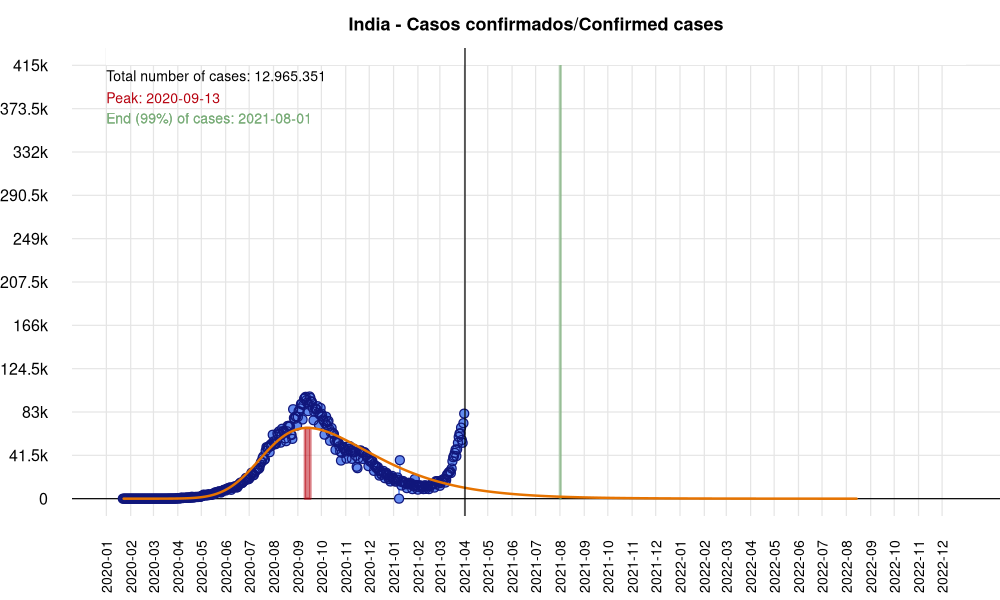 India - Casos confirmados/Confirmed cases
Total number of cases: 12.965.351
Peak: 2020-09-13
End (99%) of cases: 2021-08-01
415k
373.5k
332k
290.5k
249k
207.5k
166k
124.5k
83k
41.5k
0
2020-01
2020-02
2020-03
2020-04
2020-05
2020-06
2020-07
2020-08
2020-09
2020-10
2020-11
2020-12
2021-01
2021-02
2021-03
2021-04
2021-05
2021-06
2021-07
2021-08
2021-09
2021-10
2021-11
2021-12
2022-01
2022-02
2022-03
2022-04
2022-05
2022-06
2022-07
2022-08
2022-09
2022-10
2022-11
2022-12